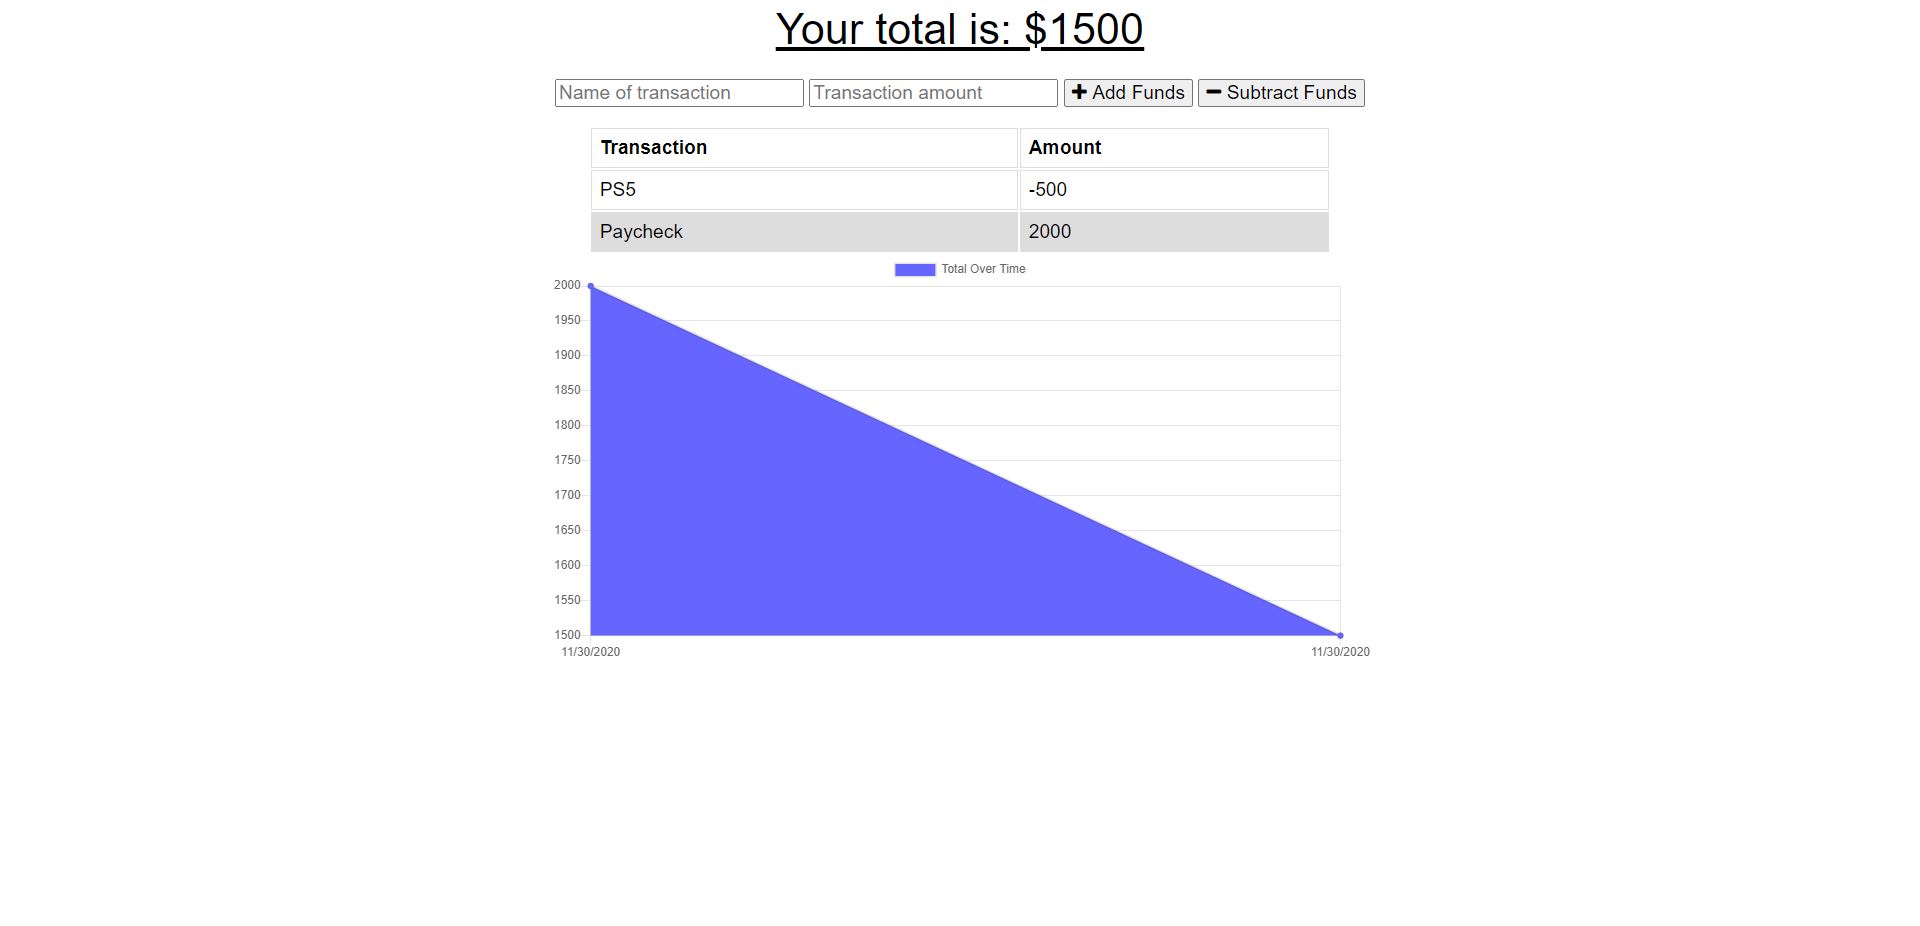 Your total is: $1500
Name of transaction Transaction amount Add Funds Subtract Funds
Transaction Amount
PS5 -500
Paycheck 2000
Total Over Time
2000
1950
1900
1850
1800
1750
1700
1650
1600
1550
1500
11/30/2020 11/30/2020